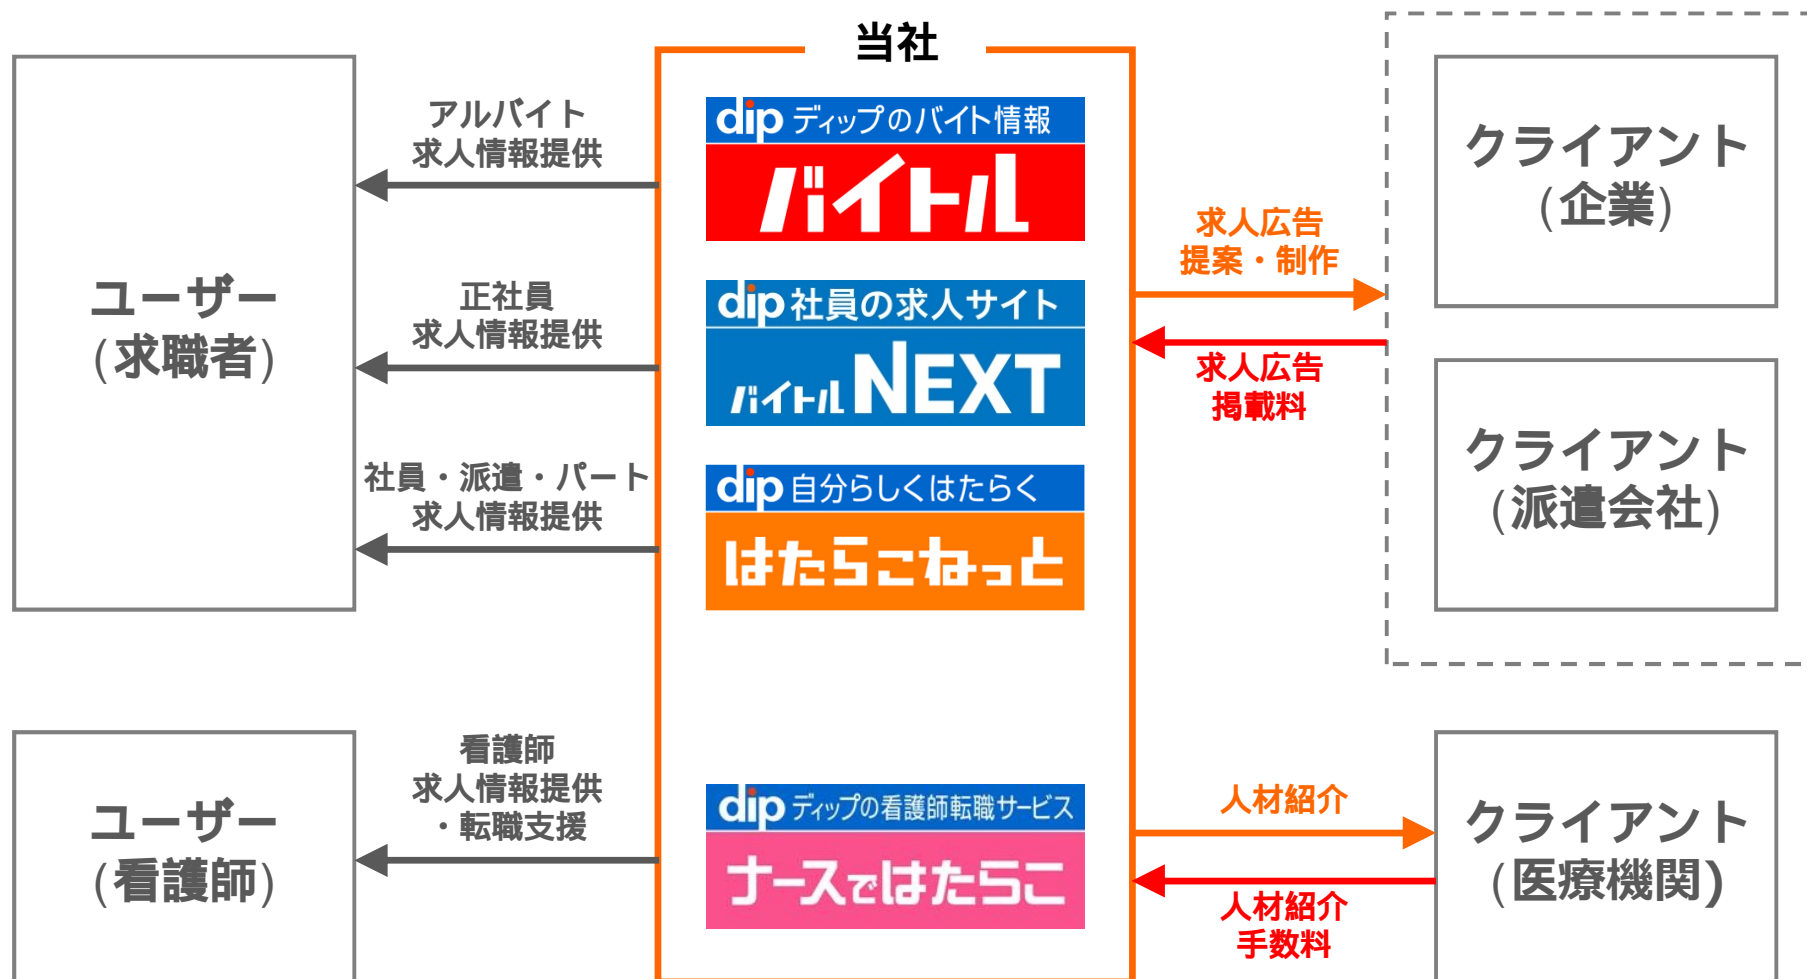 当社
ユーザー
(求職者)
アルバイト
求人情報提供
正社員
求人情報提供
社員・派遣・パート
求人情報提供
dip ディップのバイト情報
バイトル
dip 社員の求人サイト
バイトル NEXT
dip 自分らしくはたらく
はたらこねっと
求人広告
提案・制作
求人広告
掲載料
クライアント
(企業)
クライアント
(派遣会社)
ユーザー
(看護師)
看護師
求人情報提供
・転職支援
dip ディップの看護師転職サービス
ナースではたらこ
人材紹介
人材紹介
手数料
クライアント
(医療機関)